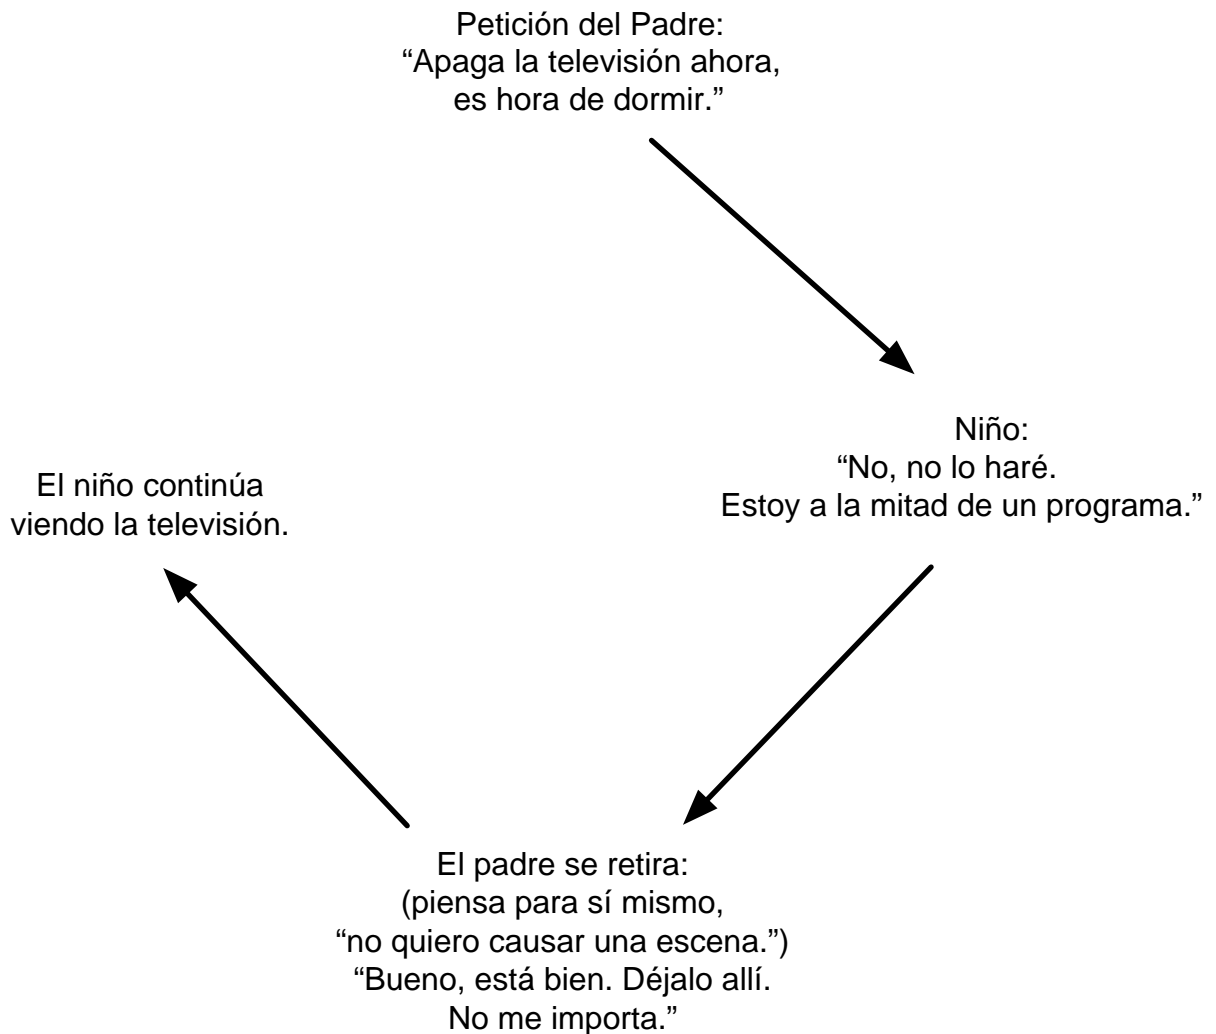 Petición del Padre:
“Apaga la televisión ahora,
es hora de dormir.”
Niño:
“No, no lo haré.
Estoy a la mitad de un programa.”
El padre se retira:
(piensa para sí mismo,
“no quiero causar una escena.”)
“Bueno, está bien. Déjalo allí.
No me importa.”
El niño continúa
viendo la televisión.